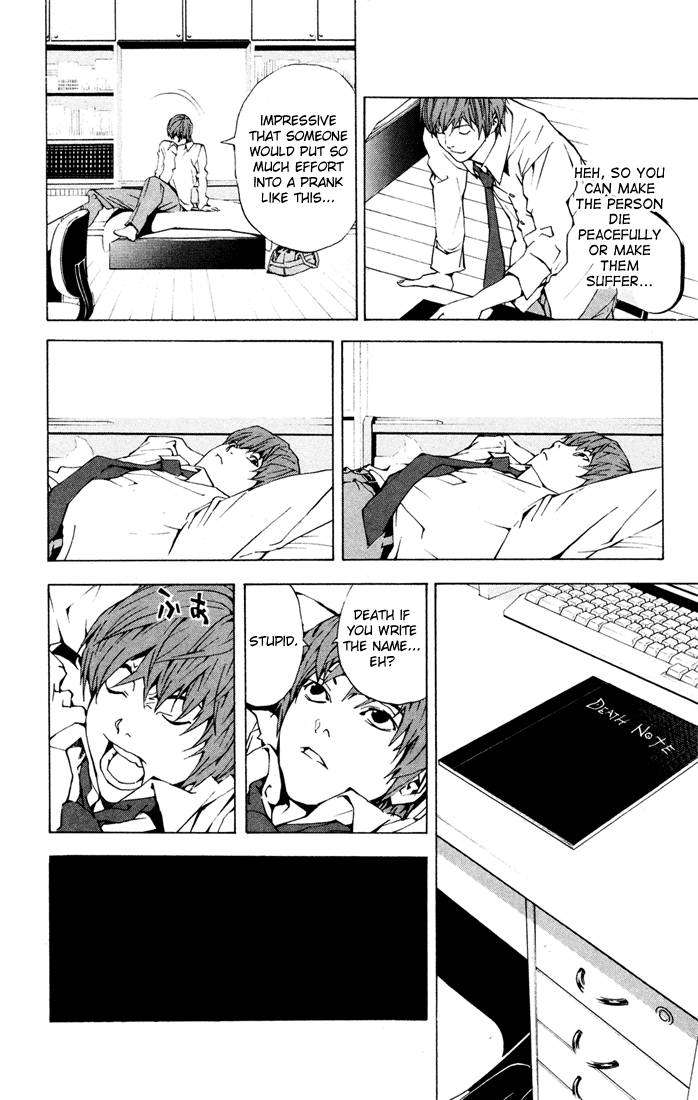 HEH, SO YOU
CAN MAKE
THE PERSON
DIE
PEACEFULLY
OR MAKE
THEM
SUFFER...
IMPRESSIVE
THAT SOMEONE
WOULD PUT SO
MUCH EFFORT
INTO A PRANK
LIKE THIS...
DEATH NOTE
DEATH IF
YOU WRITE
THE NAME...
EH?
STUPID.
ふぁ